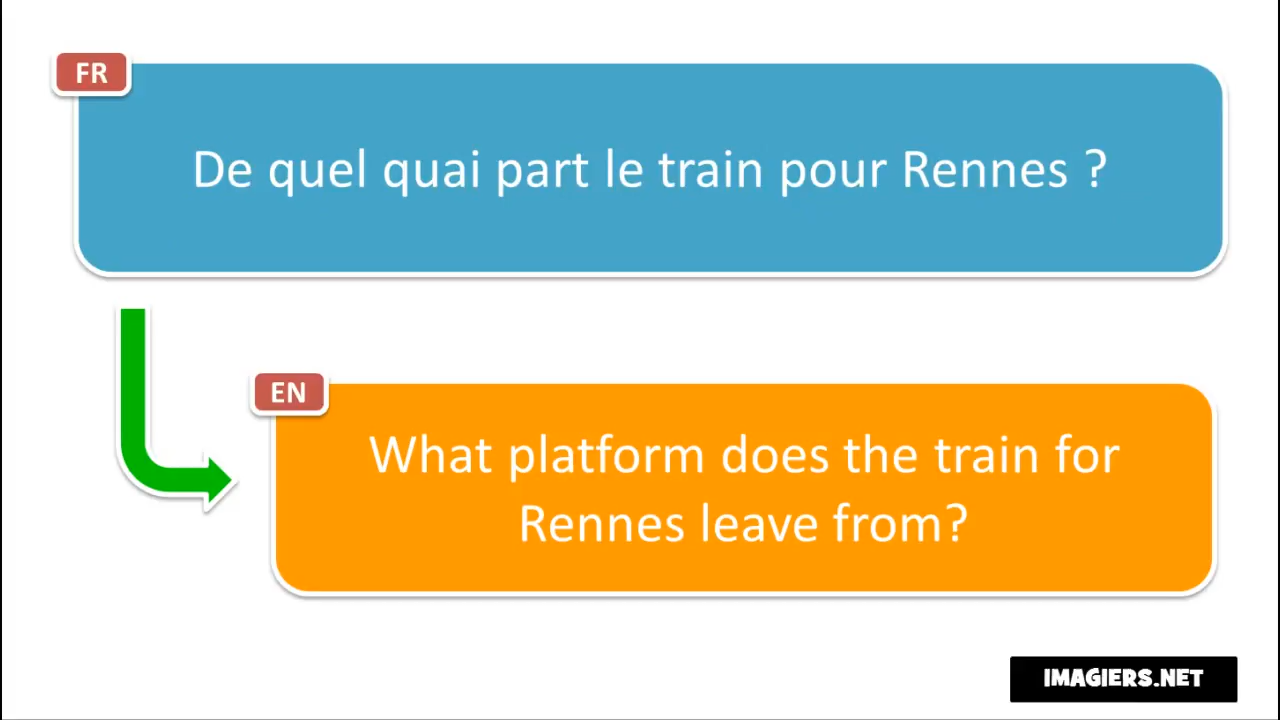 FR
De quel quai part le train pour Rennes ?
EN
What platform does the train for
Rennes leave from?
IMAGIERS.NET